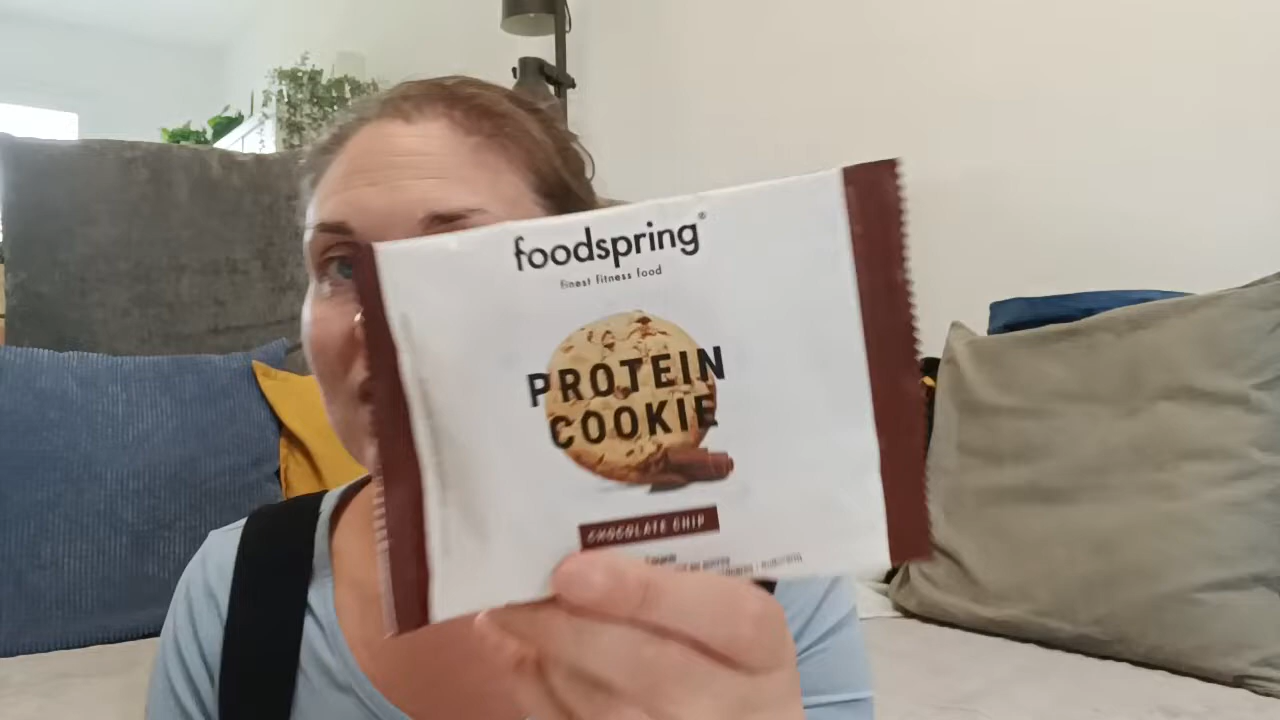 foodspring®
finest fitness food
PROTEIN
COOKIE
CHOCOLATE CHIP